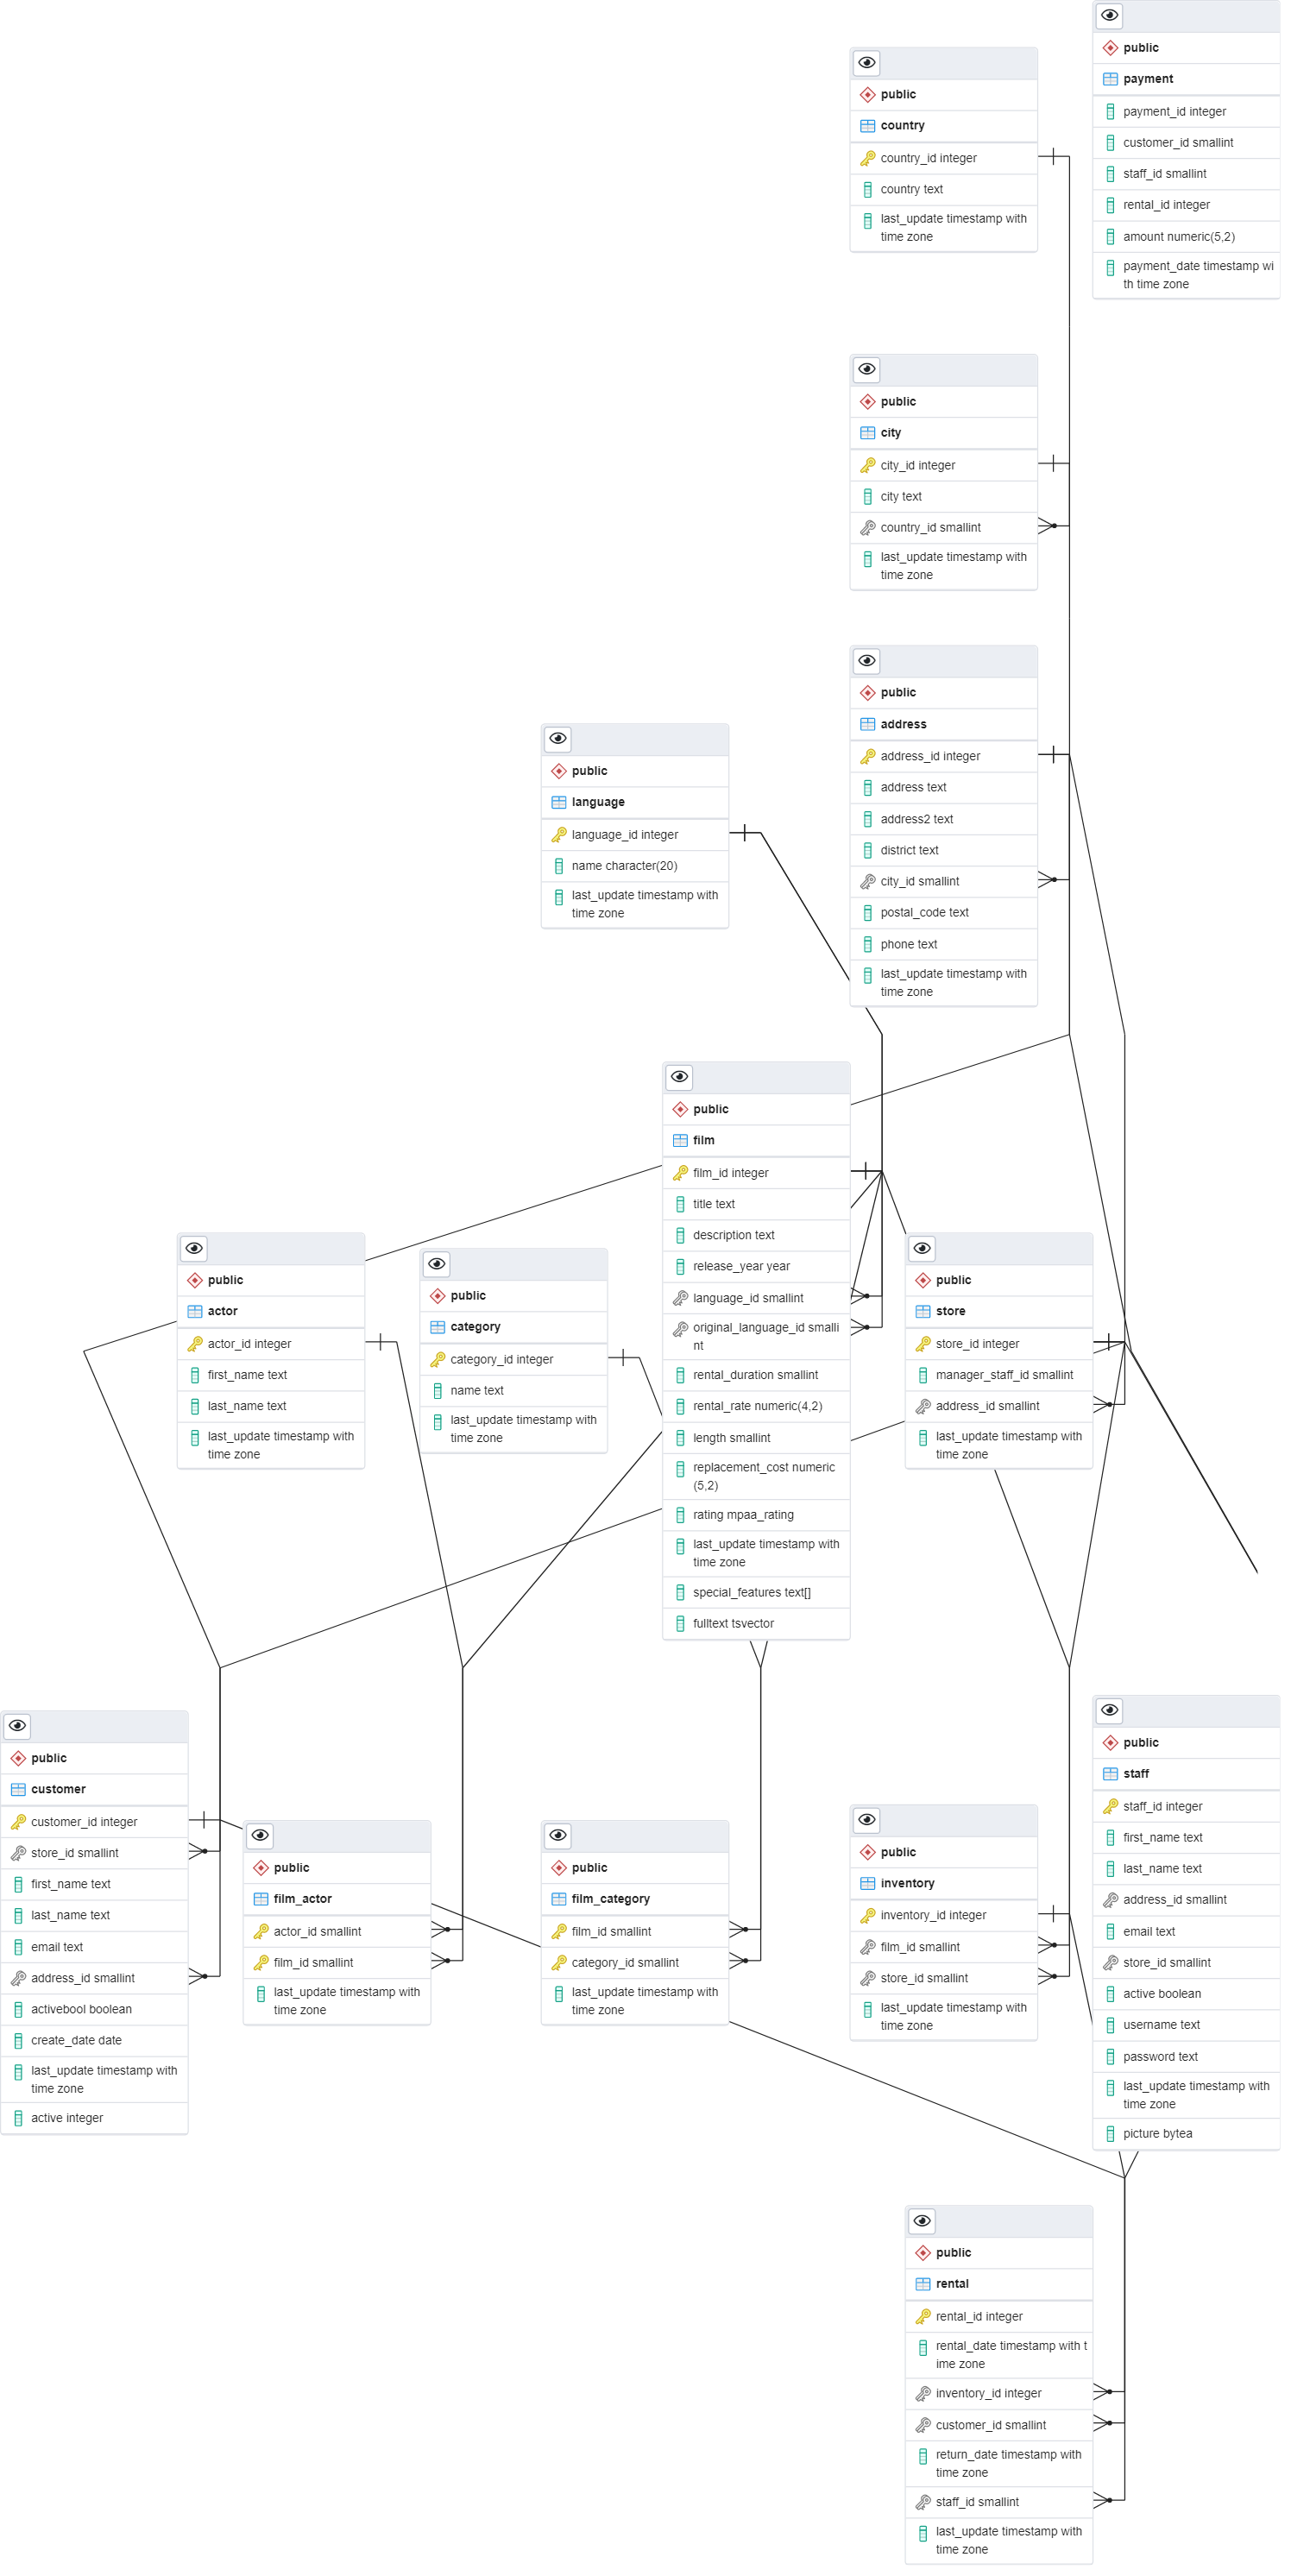 public
payment
payment_id integer
customer_id smallint
staff_id smallint
rental_id integer
amount numeric(5,2)
payment_date timestamp wi
th time zone
public
country
country_id integer
country text
last_update timestamp with
time zone
public
city
city_id integer
city text
country_id smallint
last_update timestamp with
time zone
public
address
address_id integer
address text
address2 text
district text
city_id smallint
postal_code text
phone text
last_update timestamp with
time zone
public
language
language_id integer
name character(20)
last_update timestamp with
time zone
public
film
film_id integer
title text
description text
release_year year
language_id smallint
original_language_id smalli
nt
rental_duration smallint
rental_rate numeric(4,2)
length smallint
replacement_cost numeric
(5,2)
rating mpaa_rating
last_update timestamp with
time zone
special_features text[]
fulltext tsvector
public
actor
actor_id integer
first_name text
last_name text
last_update timestamp with
time zone
public
category
category_id integer
name text
last_update timestamp with
time zone
public
store
store_id integer
manager_staff_id smallint
address_id smallint
last_update timestamp with
time zone
public
customer
customer_id integer
store_id smallint
first_name text
last_name text
email text
address_id smallint
activebool boolean
create_date date
last_update timestamp with
time zone
active integer
public
film_actor
actor_id smallint
film_id smallint
last_update timestamp with
time zone
public
film_category
film_id smallint
category_id smallint
last_update timestamp with
time zone
public
inventory
inventory_id integer
film_id smallint
store_id smallint
last_update timestamp with
time zone
public
staff
staff_id integer
first_name text
last_name text
address_id smallint
email text
store_id smallint
active boolean
username text
password text
last_update timestamp with
time zone
picture bytea
public
rental
rental_id integer
rental_date timestamp with t
ime zone
inventory_id integer
customer_id smallint
return_date timestamp with
time zone
staff_id smallint
last_update timestamp with
time zone